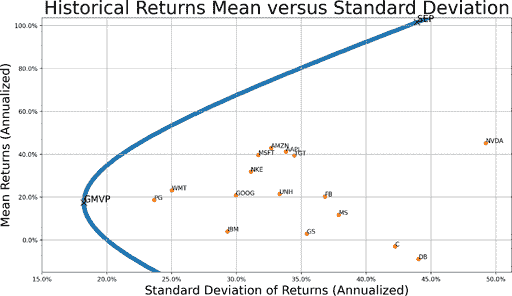 Historical Returns Mean versus Standard Deviation
Mean Returns (Annualized)
100.0%
80.0%
60.0%
40.0%
20.0%
0.0%
SEP
NVDA
AMZN
AAPL
MSFT
TGT
NKE
WMT
PG
GMVP
GOOG
UNH
FB
MS
IBM
GS
C
DB
15.0% 20.0% 25.0% 30.0% 35.0% 40.0% 45.0% 50.0%
Standard Deviation of Returns (Annualized)